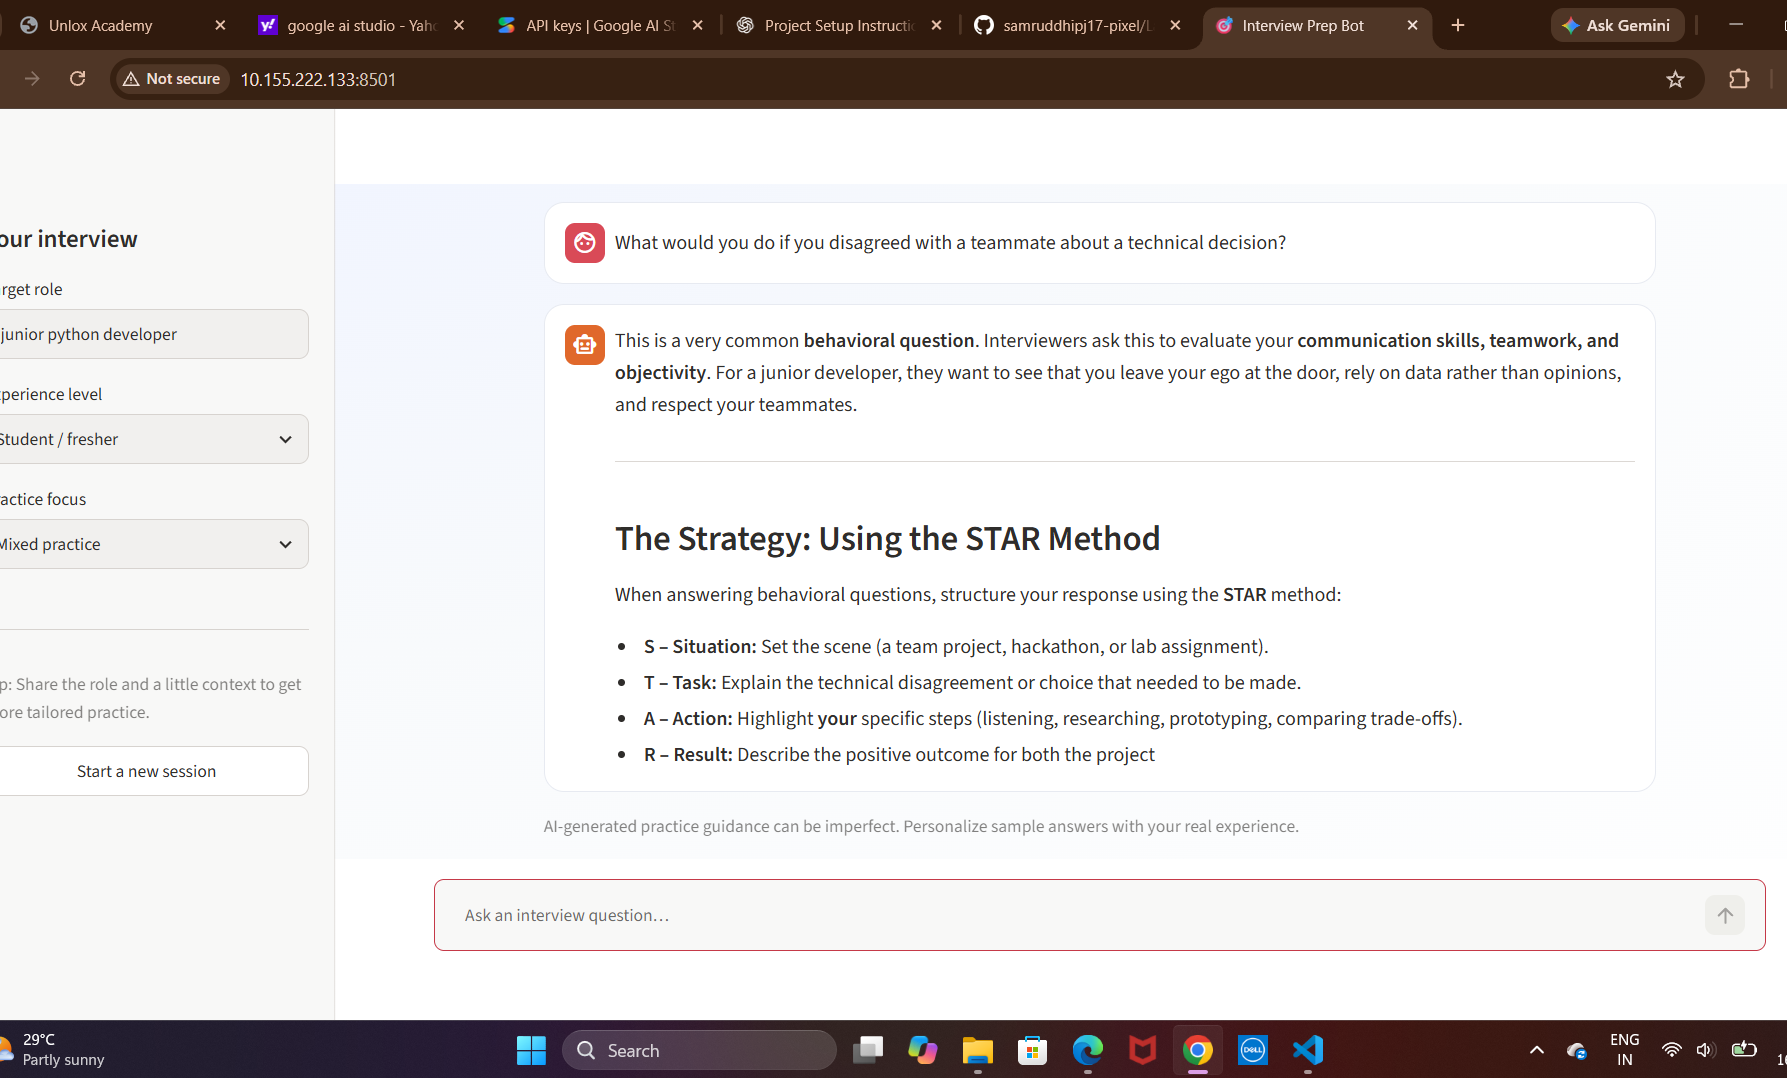 Unlox Academy
google ai studio - Yah
API keys | Google AI St
Project Setup Instructio
samruddhipj17-pixel/L
Interview Prep Bot
Ask Gemini
Not secure
10.155.222.133:8501
our interview
rget role
junior python developer
perience level
Student / fresher
actice focus
Mixed practice
p: Share the role and a little context to get
ore tailored practice.
Start a new session
What would you do if you disagreed with a teammate about a technical decision?
This is a very common behavioral question. Interviewers ask this to evaluate your communication skills, teamwork, and
objectivity. For a junior developer, they want to see that you leave your ego at the door, rely on data rather than opinions,
and respect your teammates.
The Strategy: Using the STAR Method
When answering behavioral questions, structure your response using the STAR method:
• S – Situation: Set the scene (a team project, hackathon, or lab assignment).
• T – Task: Explain the technical disagreement or choice that needed to be made.
• A – Action: Highlight your specific steps (listening, researching, prototyping, comparing trade-offs).
• R – Result: Describe the positive outcome for both the project
AI-generated practice guidance can be imperfect. Personalize sample answers with your real experience.
Ask an interview question…
29°C
Partly sunny
Search
DELL
ENG
IN